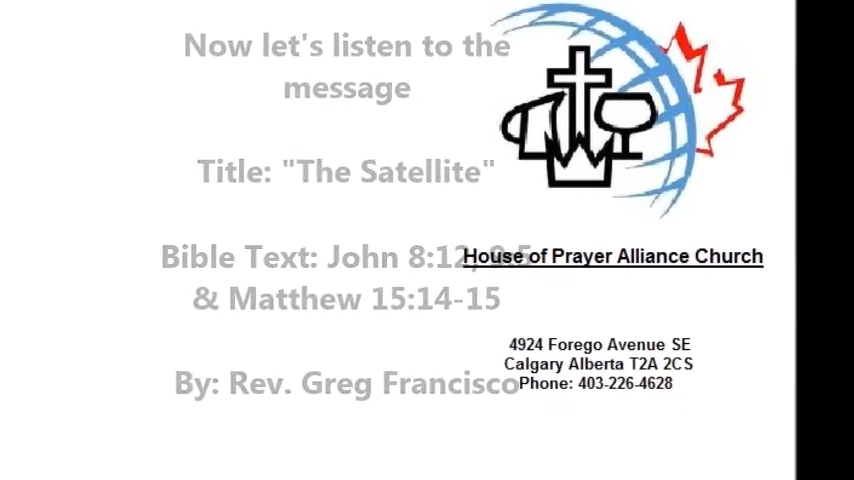 Now let's listen to the
message
Title: "The Satellite"
Bible Text: John 8:12, 9:5
& Matthew 15:14-15
By: Rev. Greg Francisco
House of Prayer Alliance Church
4924 Forego Avenue SE
Calgary Alberta T2A 2C5
Phone: 403-226-4628